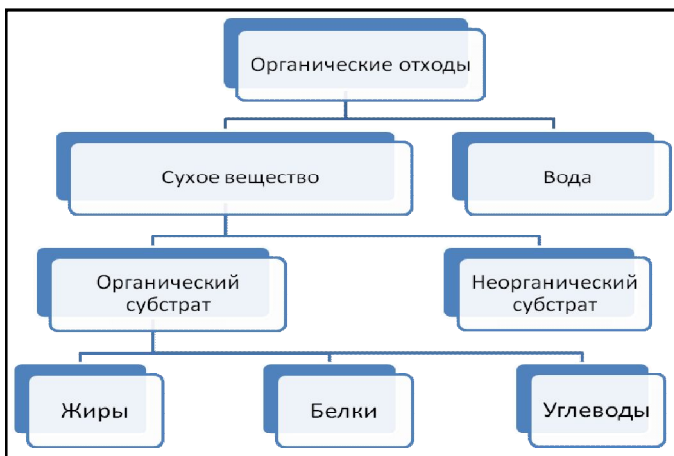 Органические отходы
Сухое вещество
Вода
Органический
субстрат
Неорганический
субстрат
Жиры
Белки
Углеводы